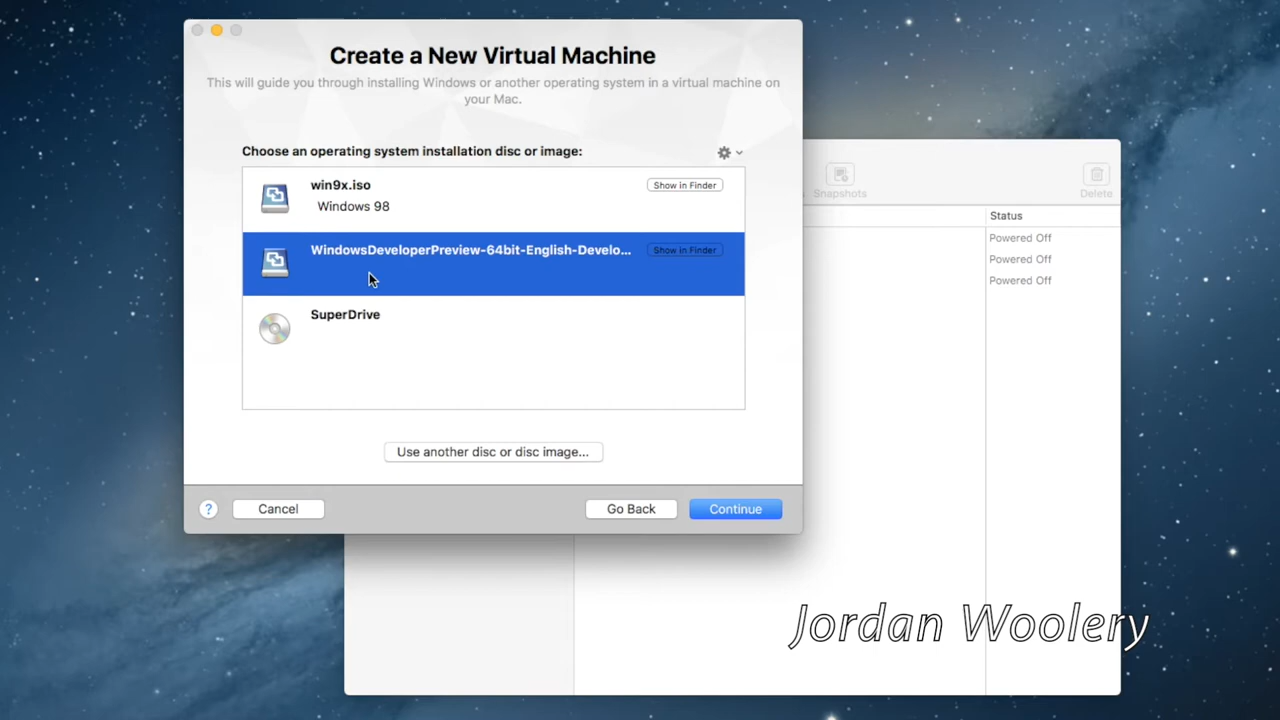 Create a New Virtual Machine
This will guide you through installing Windows or another operating system in a virtual machine on
your Mac.
Choose an operating system installation disc or image:
win9x.iso
Show in Finder
Windows 98
WindowsDeveloperPreview-64bit-English-Develo...
Show in Finder
SuperDrive
Use another disc or disc image...
?
Cancel
Go Back
Continue
Snapshots
Delete
Status
Powered Off
Powered Off
Powered Off
Jordan Woolery